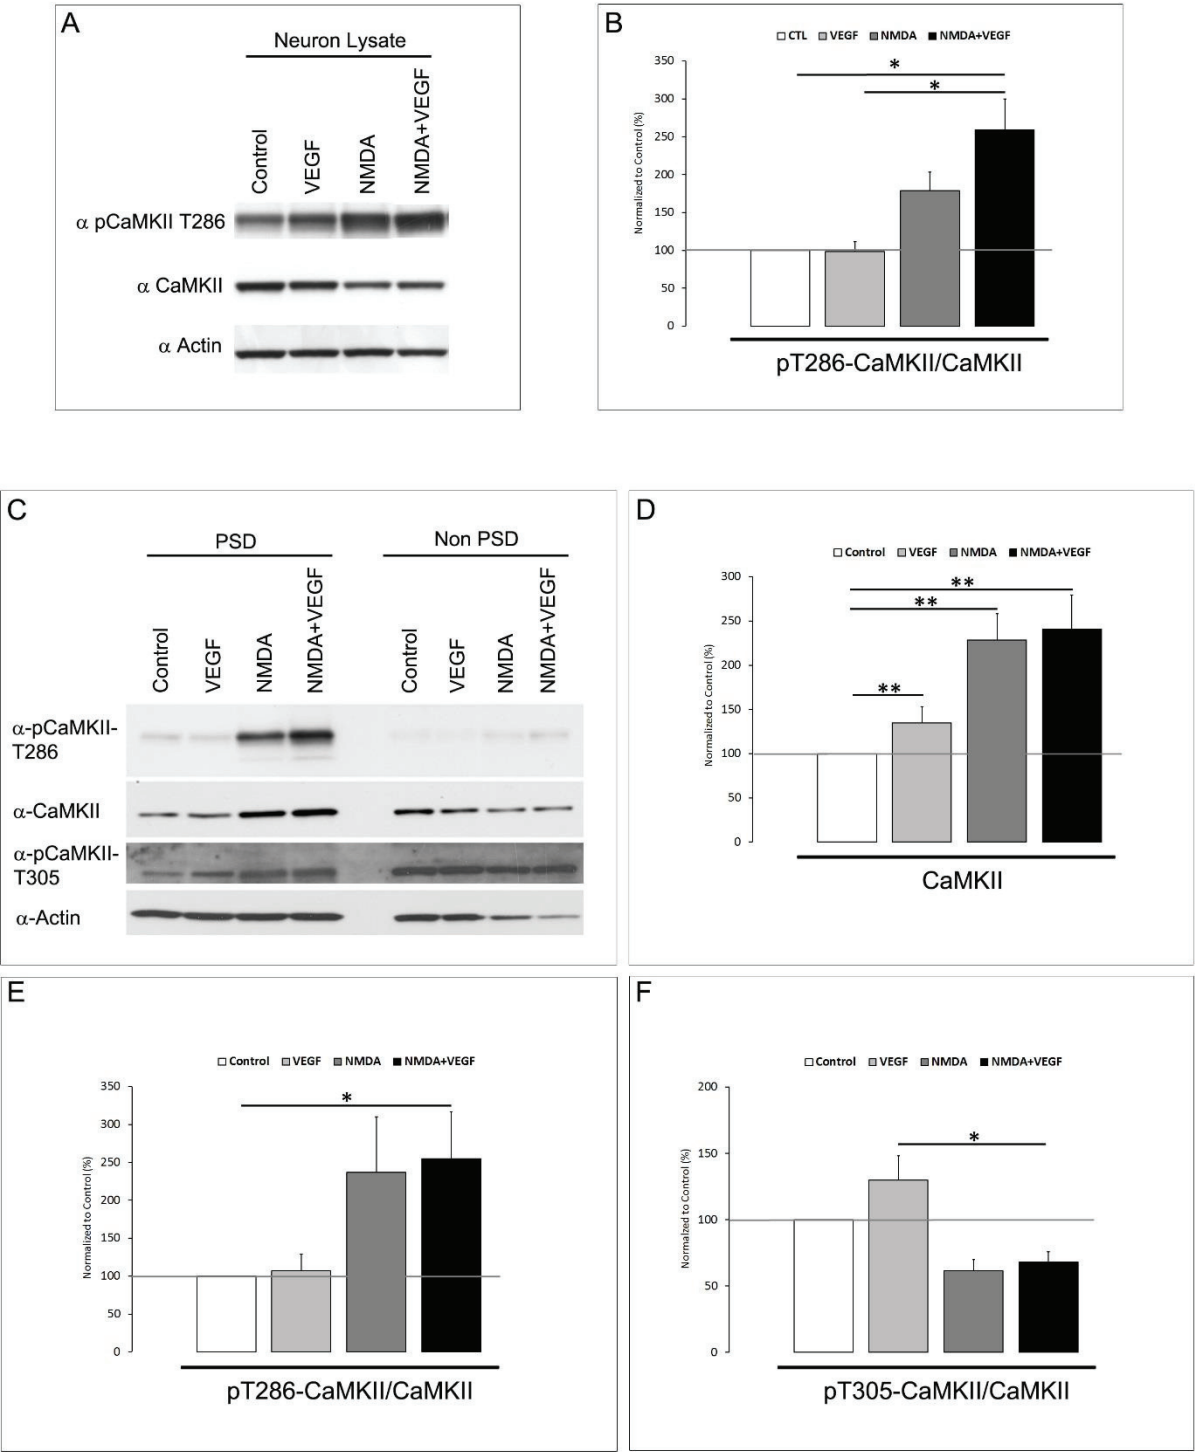 A
Neuron Lysate
Control
VEGF
NMDA
NMDA+VEGF
α pCaMKII T286
α CaMKII
α Actin
B
CTL VEGF NMDA NMDA+VEGF
Normalized to Control (%)
350
300
250
200
150
100
50
0
*
*
pT286-CaMKII/CaMKII
C
PSD
Non PSD
Control
VEGF
NMDA
NMDA+VEGF
Control
VEGF
NMDA
NMDA+VEGF
α-pCaMKII-
T286
α-CaMKII
α-pCaMKII-
T305
α-Actin
D
Control VEGF NMDA NMDA+VEGF
Normalized to Control (%)
300
250
200
150
100
50
0
**
**
**
CaMKII
E
Control VEGF NMDA NMDA+VEGF
Normalized to Control (%)
350
300
250
200
150
100
50
0
*
pT286-CaMKII/CaMKII
F
Control VEGF NMDA NMDA+VEGF
Normalzed to Control (%)
200
150
100
50
0
*
pT305-CaMKII/CaMKII